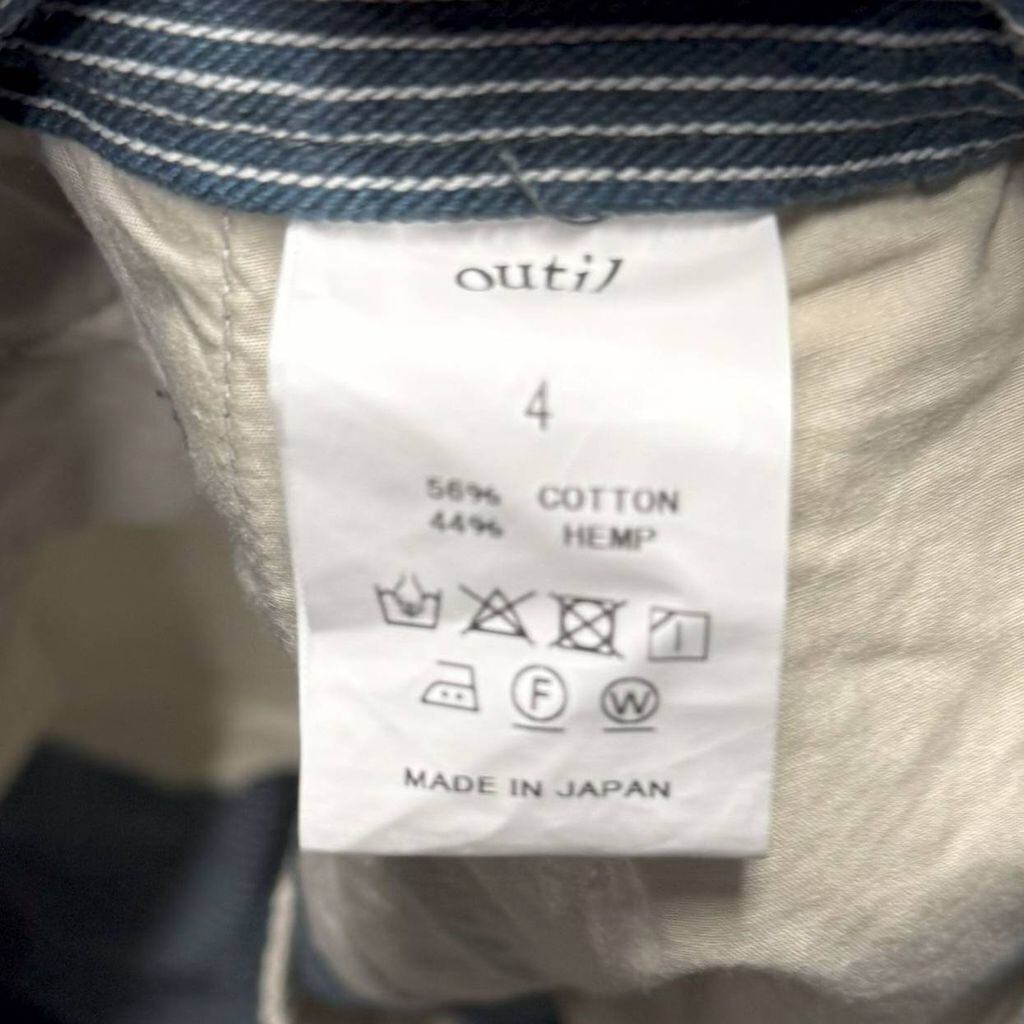 outil
4
56% COTTON
44% HEMP
F W
MADE IN JAPAN